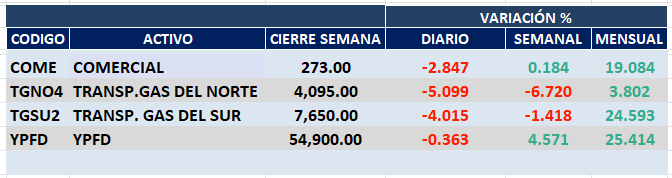 VARIACIÓN %
CODIGO ACTIVO CIERRE SEMANA DIARIO SEMANAL MENSUAL
COME COMERCIAL 273.00 -2.847 0.184 19.084
TGNO4 TRANSP.GAS DEL NORTE 4,095.00 -5.099 -6.720 3.802
TGSU2 TRANSP. GAS DEL SUR 7,650.00 -4.015 -1.418 24.593
YPFD YPFD 54,900.00 -0.363 4.571 25.414